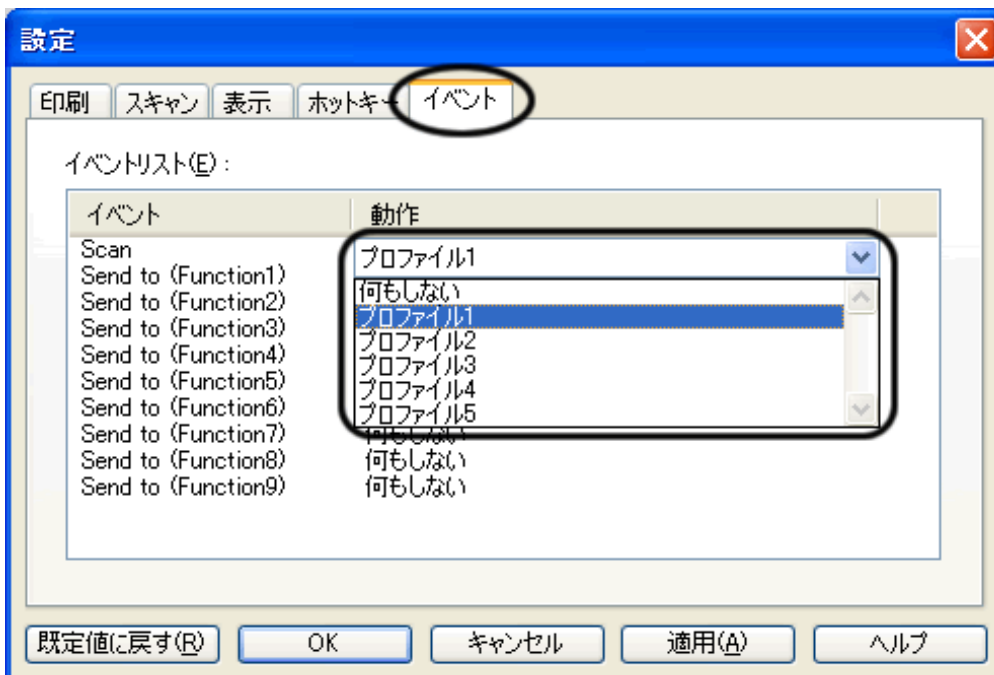 設定
印刷 スキャン 表示 ホットキー イベント
イベントリスト(E):
イベント 動作
Scan プロファイル1
Send to (Function1) 何もしない
Send to (Function2) プロファイル1
Send to (Function3) プロファイル2
Send to (Function4) プロファイル3
Send to (Function5) プロファイル4
Send to (Function6) プロファイル5
Send to (Function7) 何もしない
Send to (Function8) 何もしない
Send to (Function9) 何もしない
既定値に戻す(R) OK キャンセル 適用(A) ヘルプ